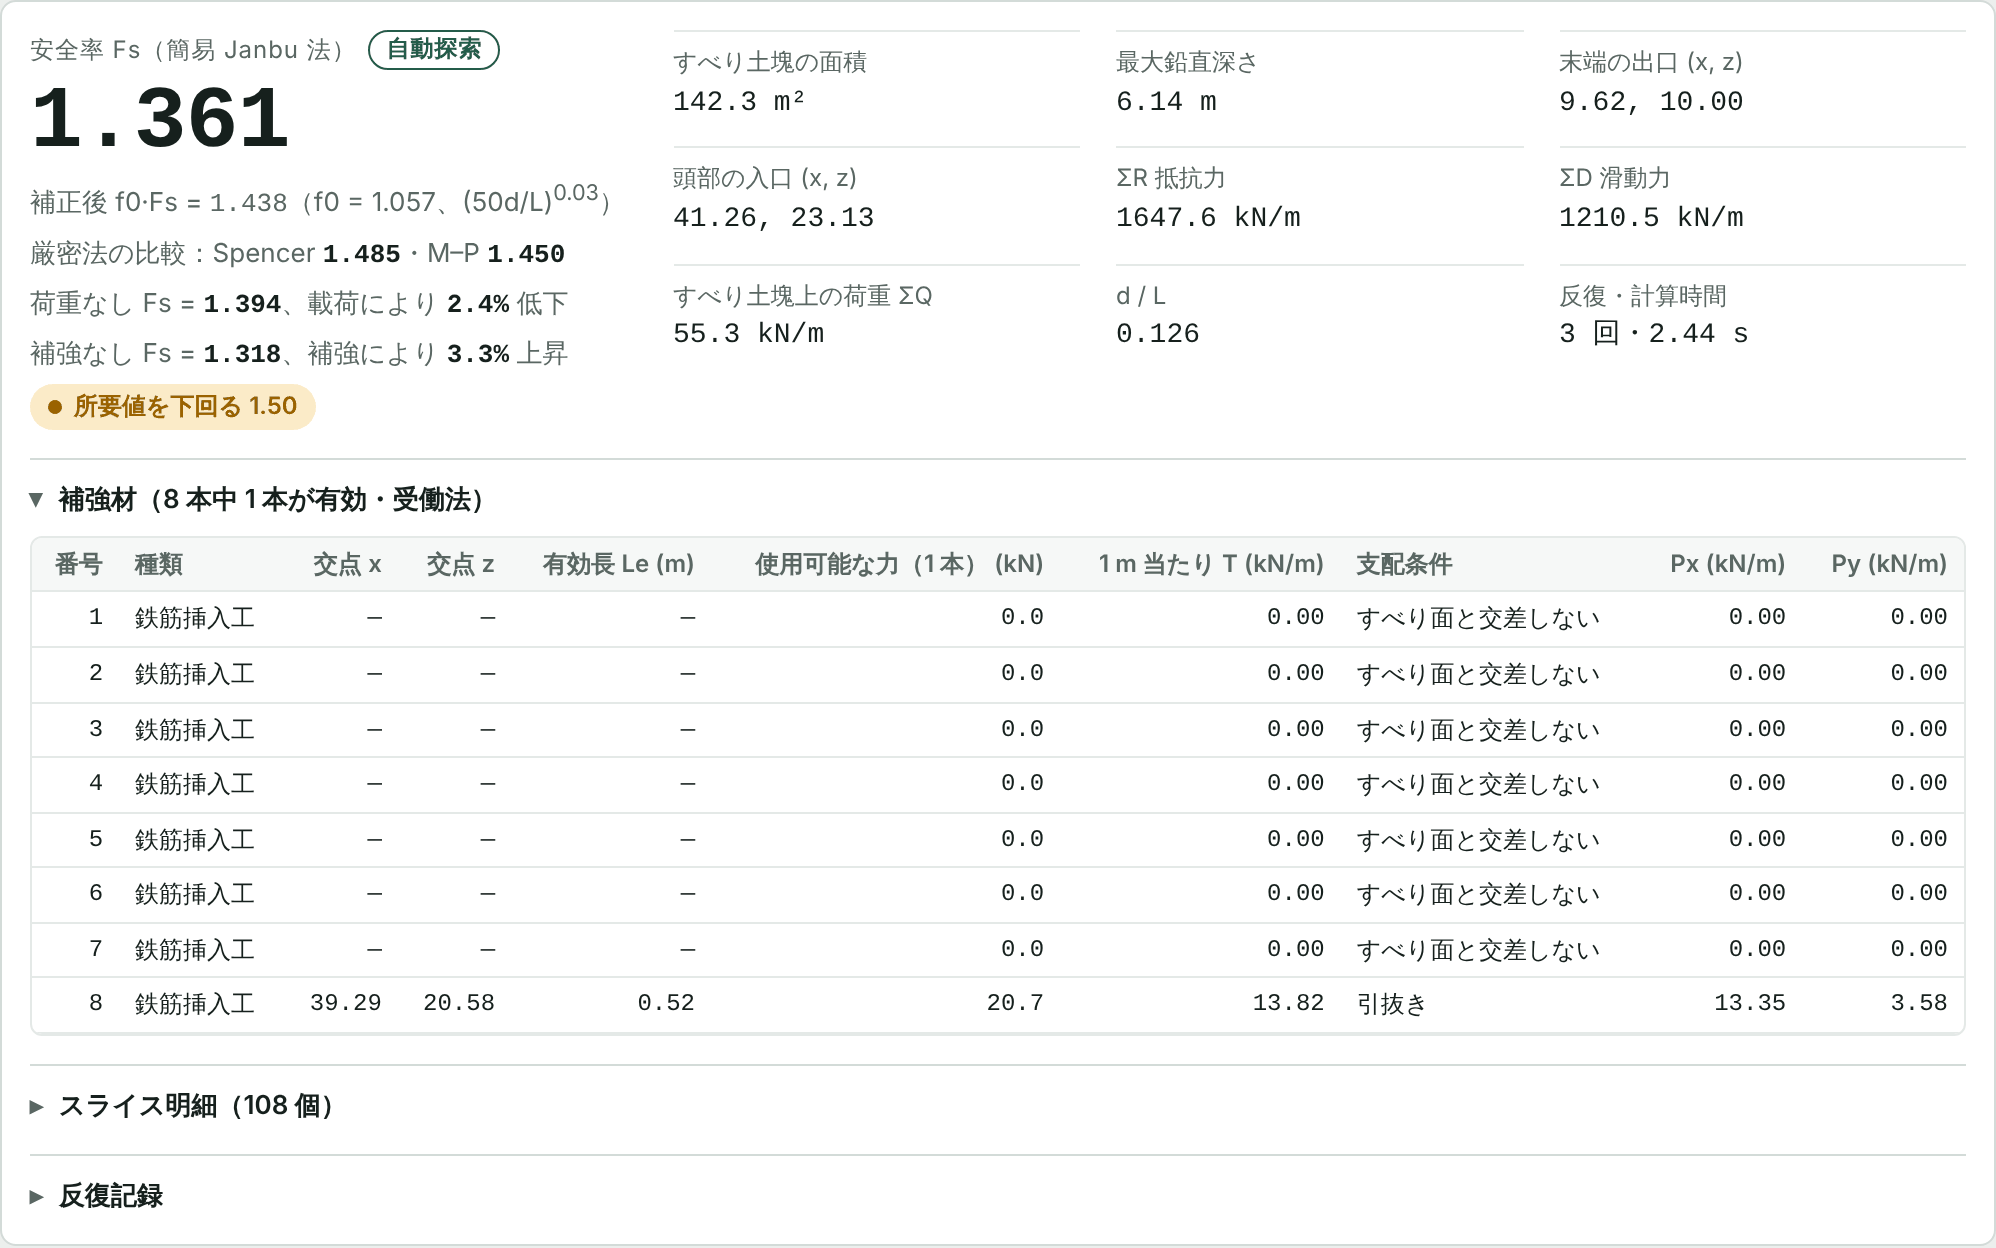 安全率 Fs（簡易 Janbu 法） 自動探索
1.361
補正後 f0·Fs = 1.438（f0 = 1.057、(50d/L)^0.03）
厳密法の比較：Spencer 1.485 · M–P 1.450
荷重なし Fs = 1.394、載荷により 2.4% 低下
補強なし Fs = 1.318、補強により 3.3% 上昇
● 所要値を下回る 1.50
すべり土塊の面積
142.3 m²
最大鉛直深さ
6.14 m
末端の出口 (x, z)
9.62, 10.00
頭部の入口 (x, z)
41.26, 23.13
ΣR 抵抗力
1647.6 kN/m
ΣD 滑動力
1210.5 kN/m
すべり土塊上の荷重 ΣQ
55.3 kN/m
d / L
0.126
反復・計算時間
3 回・2.44 s
▼ 補強材（8 本中 1 本が有効・受働法）
番号 種類 交点 x 交点 z 有効長 Le (m) 使用可能な力（1 本） (kN) 1 m 当たり T (kN/m) 支配条件 Px (kN/m) Py (kN/m)
1 鉄筋挿入工 – – – 0.0 0.00 すべり面と交差しない 0.00 0.00
2 鉄筋挿入工 – – – 0.0 0.00 すべり面と交差しない 0.00 0.00
3 鉄筋挿入工 – – – 0.0 0.00 すべり面と交差しない 0.00 0.00
4 鉄筋挿入工 – – – 0.0 0.00 すべり面と交差しない 0.00 0.00
5 鉄筋挿入工 – – – 0.0 0.00 すべり面と交差しない 0.00 0.00
6 鉄筋挿入工 – – – 0.0 0.00 すべり面と交差しない 0.00 0.00
7 鉄筋挿入工 – – – 0.0 0.00 すべり面と交差しない 0.00 0.00
8 鉄筋挿入工 39.29 20.58 0.52 20.7 13.82 引抜き 13.35 3.58
▶ スライス明細（108 個）
▶ 反復記録